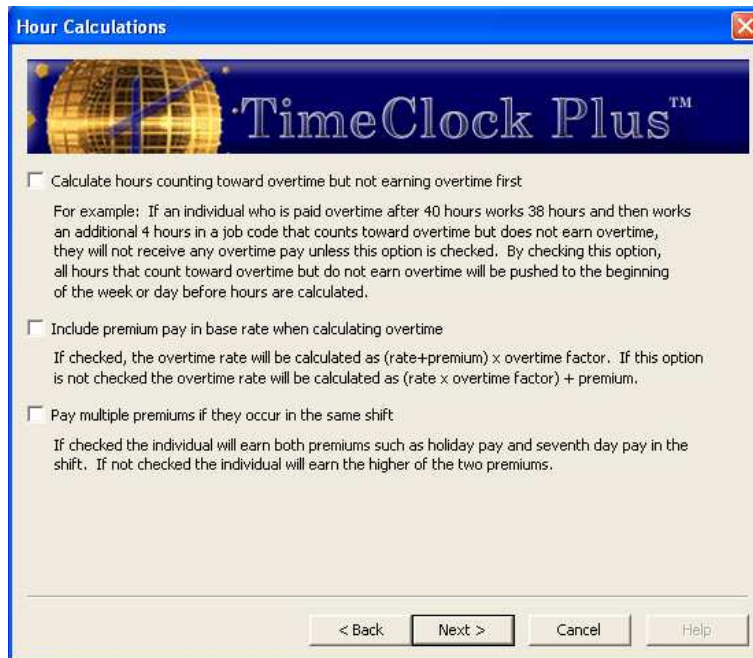 Hour Calculations
TimeClock Plus™
Calculate hours counting toward overtime but not earning overtime first
For example: If an individual who is paid overtime after 40 hours works 38 hours and then works
an additional 4 hours in a job code that counts toward overtime but does not earn overtime,
they will not receive any overtime pay unless this option is checked. By checking this option,
all hours that count toward overtime but do not earn overtime will be pushed to the beginning
of the week or day before hours are calculated.
Include premium pay in base rate when calculating overtime
If checked, the overtime rate will be calculated as (rate+premium) x overtime factor. If this option
is not checked the overtime rate will be calculated as (rate x overtime factor) + premium.
Pay multiple premiums if they occur in the same shift
If checked the individual will earn both premiums such as holiday pay and seventh day pay in the
shift. If not checked the individual will earn the higher of the two premiums.
< Back Next > Cancel Help